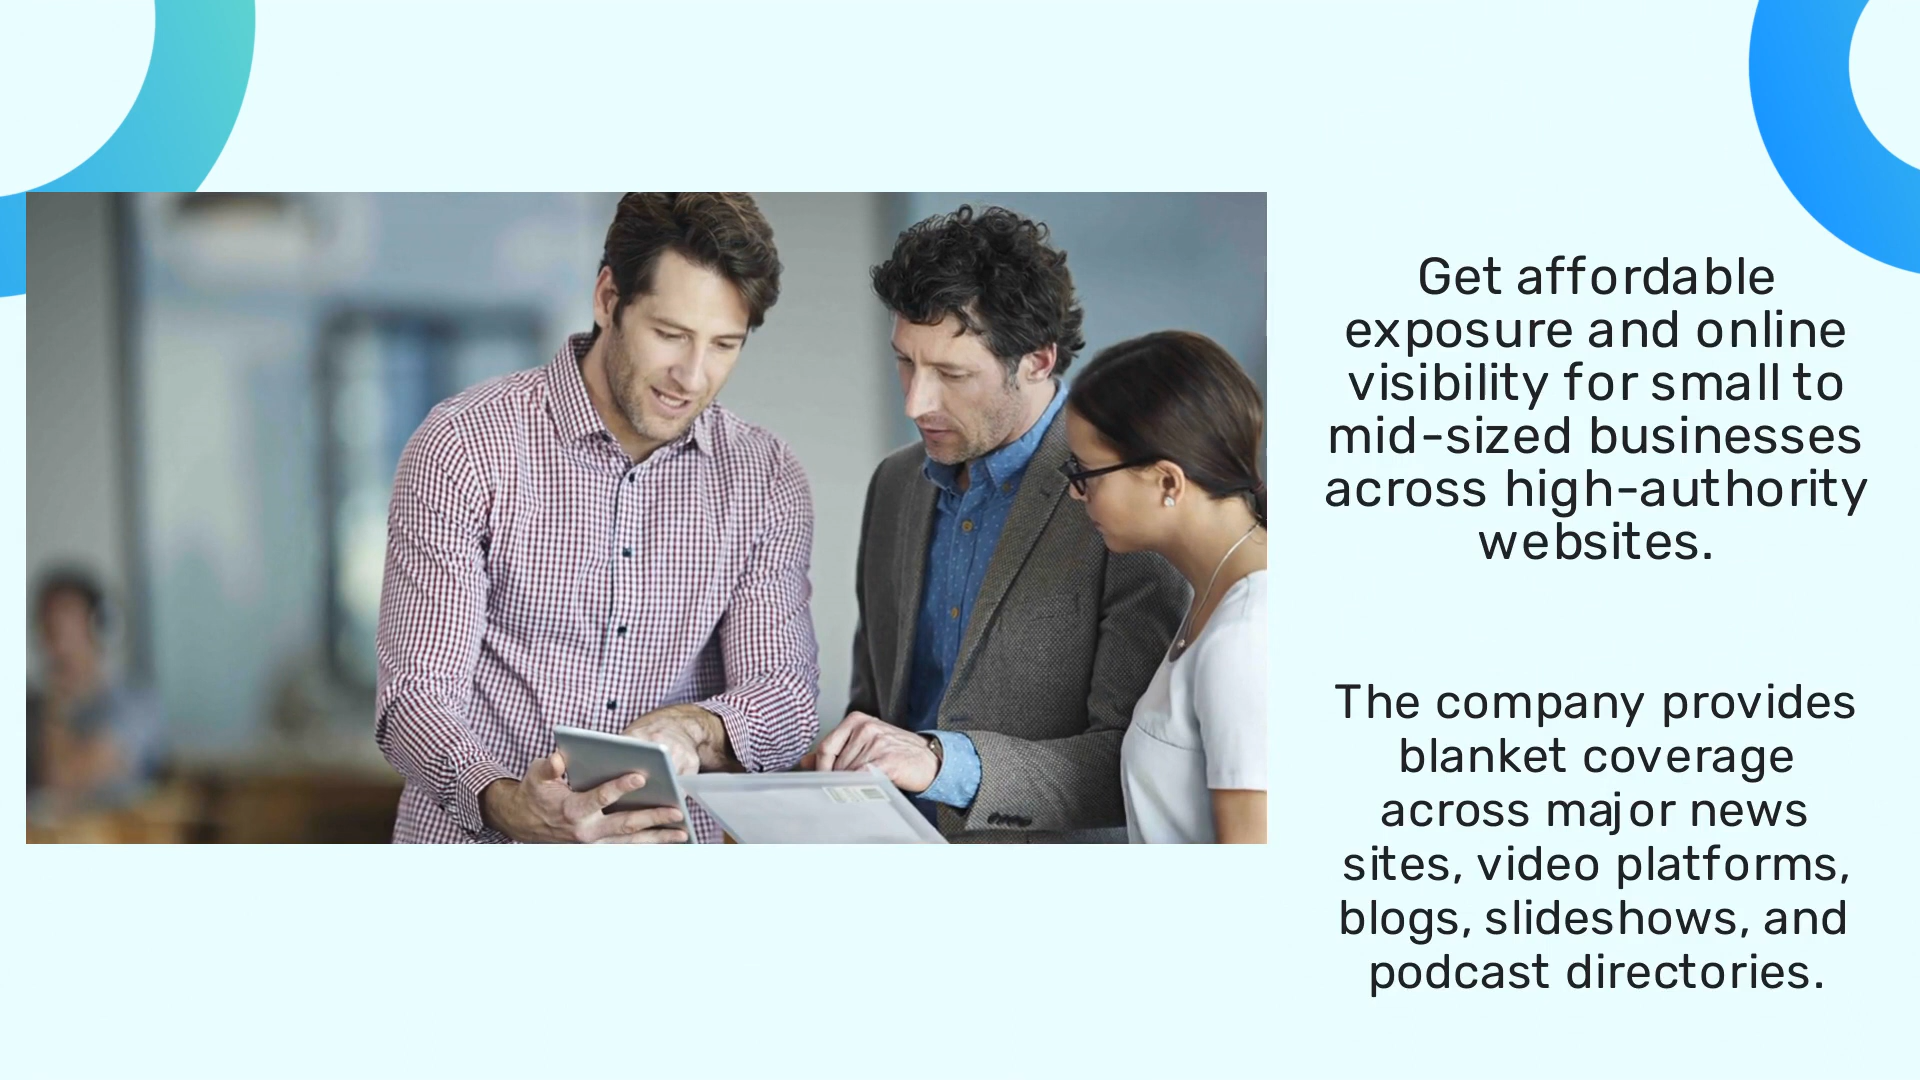 Get affordable
exposure and online
visibility for small to
mid-sized businesses
across high-authority
websites.
The company provides
blanket coverage
across major news
sites, video platforms,
blogs, slideshows, and
podcast directories.